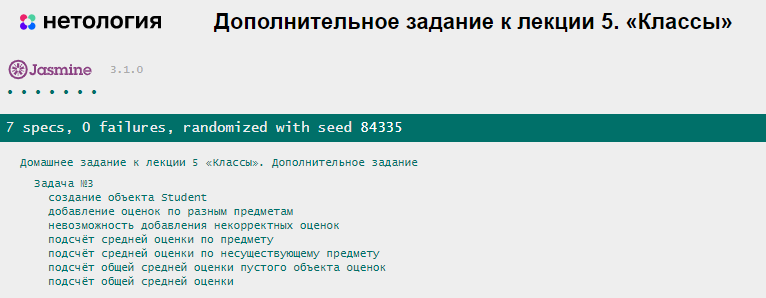 нетология Дополнительное задание к лекции 5. «Классы»
Jasmine 3.1.0
• • • • • • •
7 specs, 0 failures, randomized with seed 84335
Домашнее задание к лекции 5 «Классы». Дополнительное задание
Задача №3
создание объекта Student
добавление оценок по разным предметам
невозможность добавления некорректных оценок
подсчёт средней оценки по предмету
подсчёт средней оценки по несуществующему предмету
подсчёт общей средней оценки пустого объекта оценок
подсчёт общей средней оценки